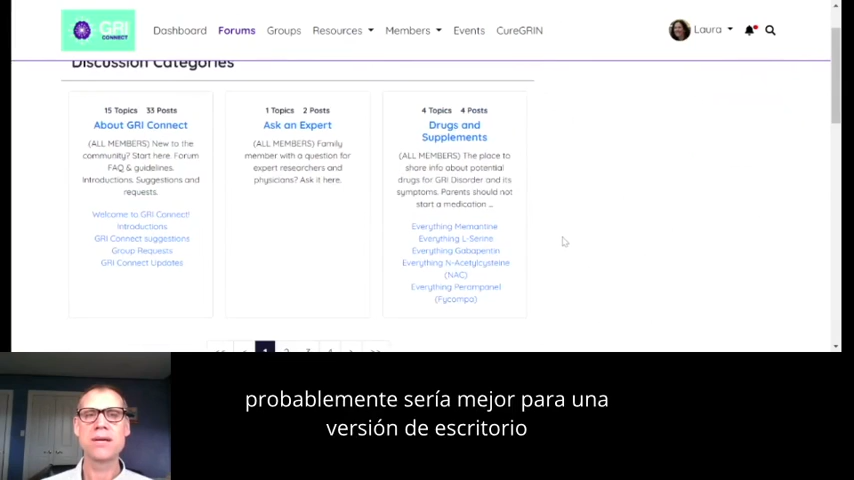 GRI
CONNECT
Dashboard
Forums
Groups
Resources
Members
Events
CureGRIN
Laura
Discussion Categories
15 Topics 33 Posts
About GRI Connect
(ALL MEMBERS) New to the
community? Start here. Forum
FAQ & guidelines.
Introductions. Suggestions and
requests.
Welcome to GRI Connect!
Introductions.
GRI Connect suggestions
Group Requests
GRI Connect Updates
1 Topics 2 Posts
Ask an Expert
(ALL MEMBERS) Family
member with a question for
expert researchers and
physicians? Ask it here.
4 Topics 4 Posts
Drugs and
Supplements
(ALL MEMBERS) The place to
share info about potential
drugs for GRI Disorder and its
symptoms. Parents should not
start a medication ...
Everything Memantine
Everything L-Serine
Everything Gabapentin
Everything N-Acetylcysteine
(NAC)
Everything Perampanel
(Fycompa)
<< < 1 2 3 4 > >>
probablemente sería mejor para una
versión de escritorio